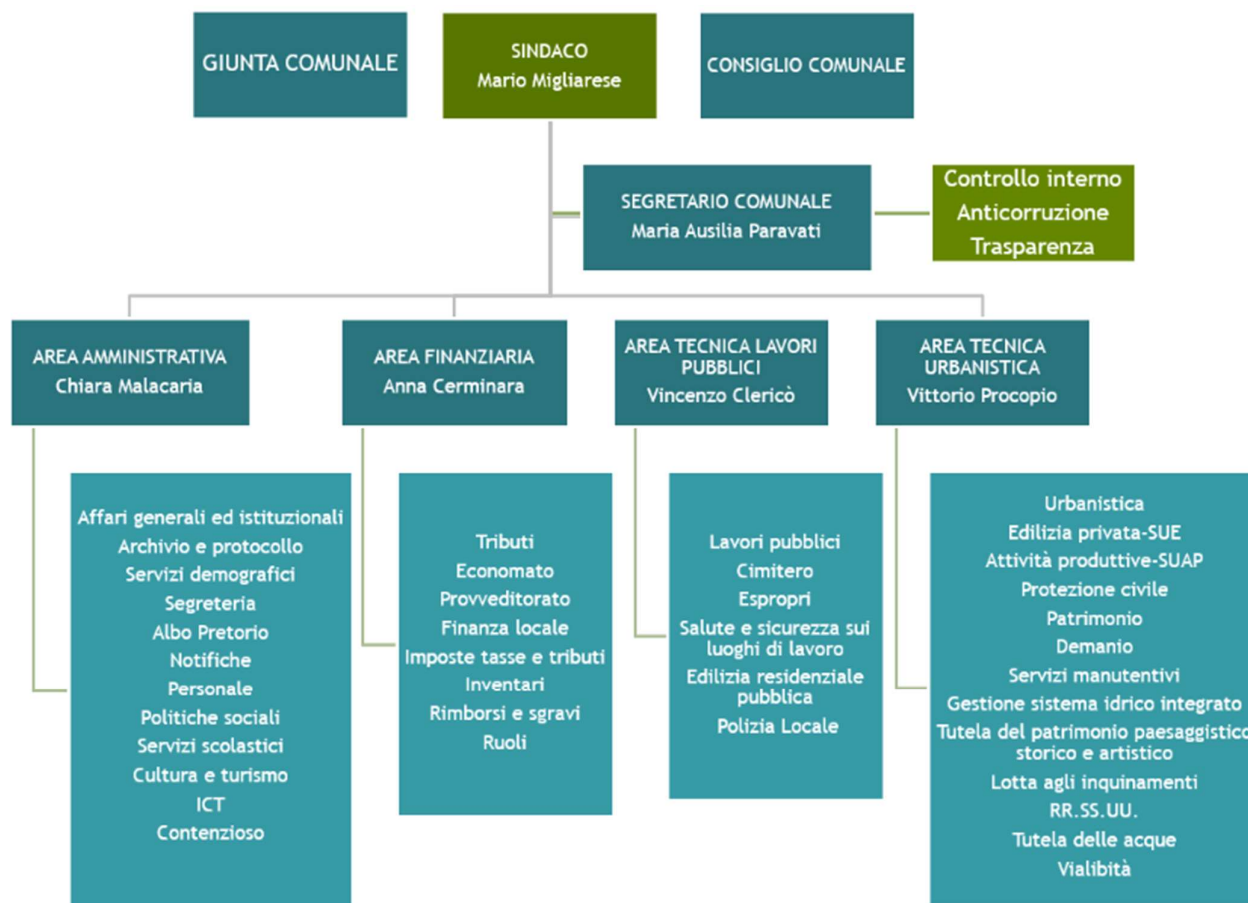 GIUNTA COMUNALE
SINDACO
Mario Migliarese
CONSIGLIO COMUNALE
SEGRETARIO COMUNALE
Maria Ausilia Paravati
Controllo interno
Anticorruzione
Trasparenza
AREA AMMINISTRATIVA
Chiara Malacaria
AREA FINANZIARIA
Anna Cerminara
AREA TECNICA LAVORI
PUBBLICI
Vincenzo Clericò
AREA TECNICA
URBANISTICA
Vittorio Procopio
Affari generali ed istituzionali
Archivio e protocollo
Servizi demografici
Segreteria
Albo Pretorio
Notifiche
Personale
Politiche sociali
Servizi scolastici
Cultura e turismo
ICT
Contenzioso
Tributi
Economato
Provveditorato
Finanza locale
Imposte tasse e tributi
Inventari
Rimborsi e sgravi
Ruoli
Lavori pubblici
Cimitero
Espropri
Salute e sicurezza sui
luoghi di lavoro
Edilizia residenziale
pubblica
Polizia Locale
Urbanistica
Edilizia privata-SUE
Attività produttive-SUAP
Protezione civile
Patrimonio
Demanio
Servizi manutentivi
Gestione sistema idrico integrato
Tutela del patrimonio paesaggistico
storico e artistico
Lotta agli inquinamenti
RR.SS.UU.
Tutela delle acque
Vialibità